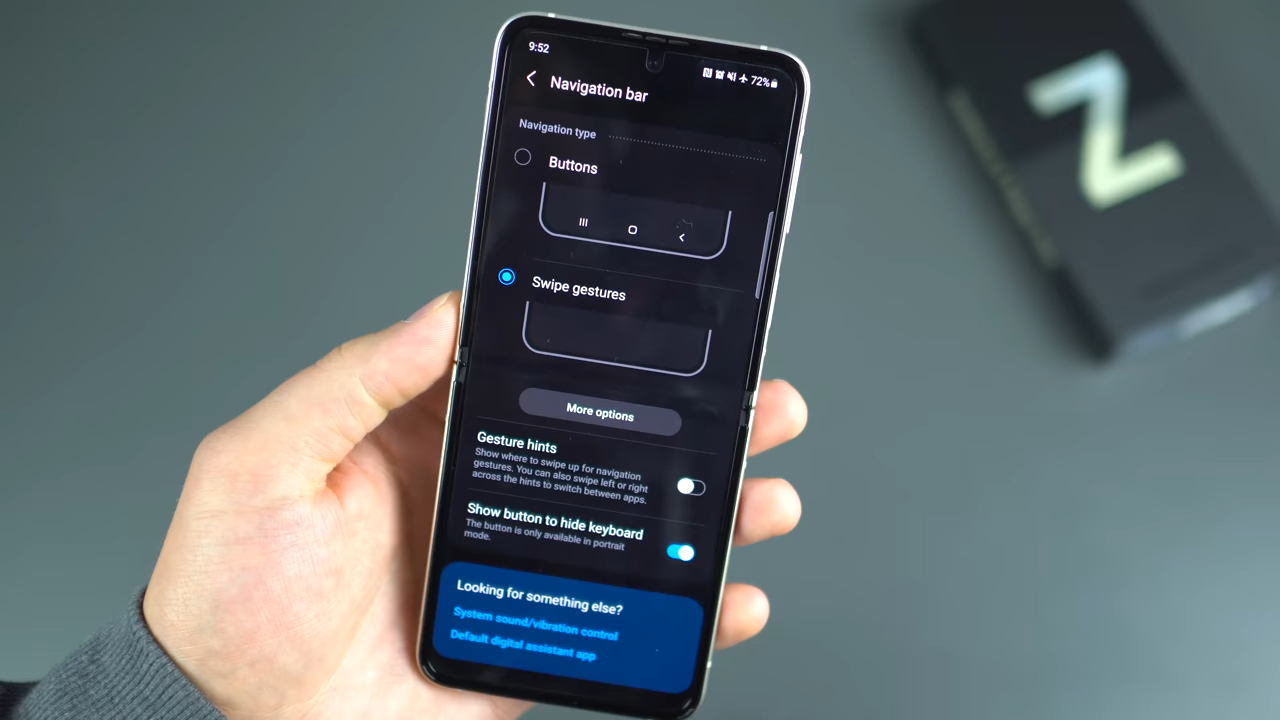 9:52
72%
Navigation bar
Navigation type
Buttons
Swipe gestures
More options
Gesture hints
Show where to swipe up for navigation
gestures. You can also swipe left or right
across the hints to switch between apps.
Show button to hide keyboard
The button is only available in portrait
mode.
Looking for something else?
System sound/vibration control
Default digital assistant app
Z